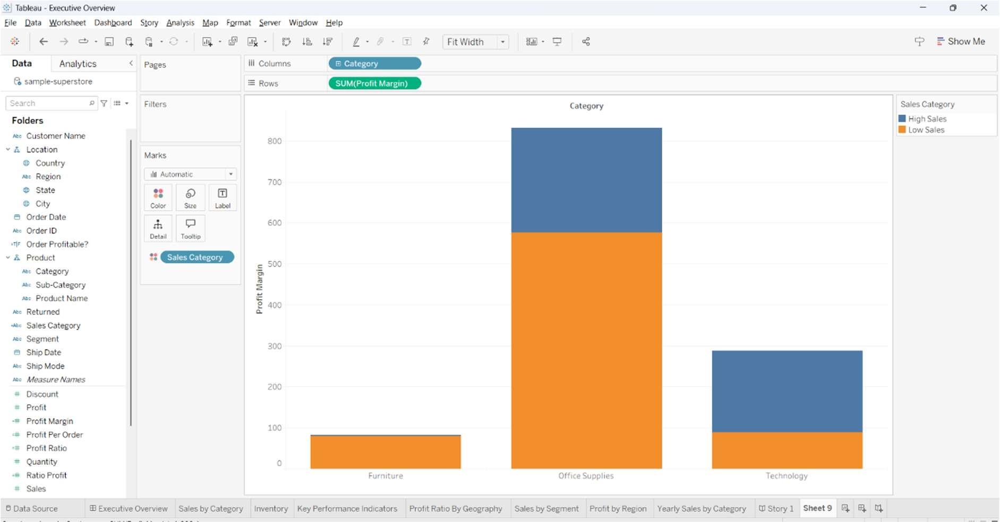 Tableau - Executive Overview
File Data Worksheet Dashboard Story Analysis Map Format Server Window Help
Fit Width
Show Me
Data Analytics
sample-superstore
Search
Folders
Customer Name
Location
Country
Region
State
City
Order Date
Order ID
Order Profitable?
Product
Category
Sub-Category
Product Name
Returned
Sales Category
Segment
Ship Date
Ship Mode
Measure Names
Discount
Profit
Profit Margin
Profit Per Order
Profit Ratio
Quantity
Ratio Profit
Sales
Pages
Filters
Marks
Automatic
Color Size Label
Detail Tooltip
Sales Category
Columns Category
Rows SUM(Profit Margin)
Category
Profit Margin
800
700
600
500
400
300
200
100
0
Furniture Office Supplies Technology
Sales Category
High Sales
Low Sales
Data Source Executive Overview Sales by Category Inventory Key Performance Indicators Profit Ratio By Geography Sales by Segment Profit by Region Yearly Sales by Category Story 1 Sheet 9